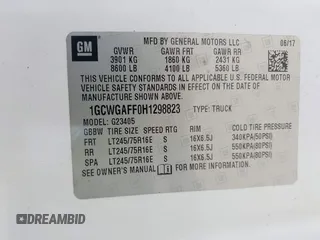 GM
MFD BY GENERAL MOTORS LLC 06/17
GVWR GAWR FRT GAWR RR
3901 KG 1860 KG 2431 KG
8600 LB 4100 LB 5360 LB
THIS VEHICLE CONFORMS TO ALL APPLICABLE
U.S. FEDERAL MOTOR VEHICLE SAFETY
STANDARDS IN EFFECT ON THE DATE OF
MANUFACTURE SHOWN ABOVE.
1GCWGAFF0H1298823 TYPE: TRUCK
MODEL: G23405
GBBW TIRE SIZE SPEED RTG RIM COLD TIRE PRESSURE
FRT LT245/75R16E S 16X6.5J 340KPA(50PSI)
RR LT245/75R16E S 16X6.5J 550KPA(80PSI)
SPA LT245/75R16E S 16X6.5J 550KPA(80PSI)
SEE OWNER'S MANUAL FOR ADDITIONAL INFORMATION.
DREAMBID